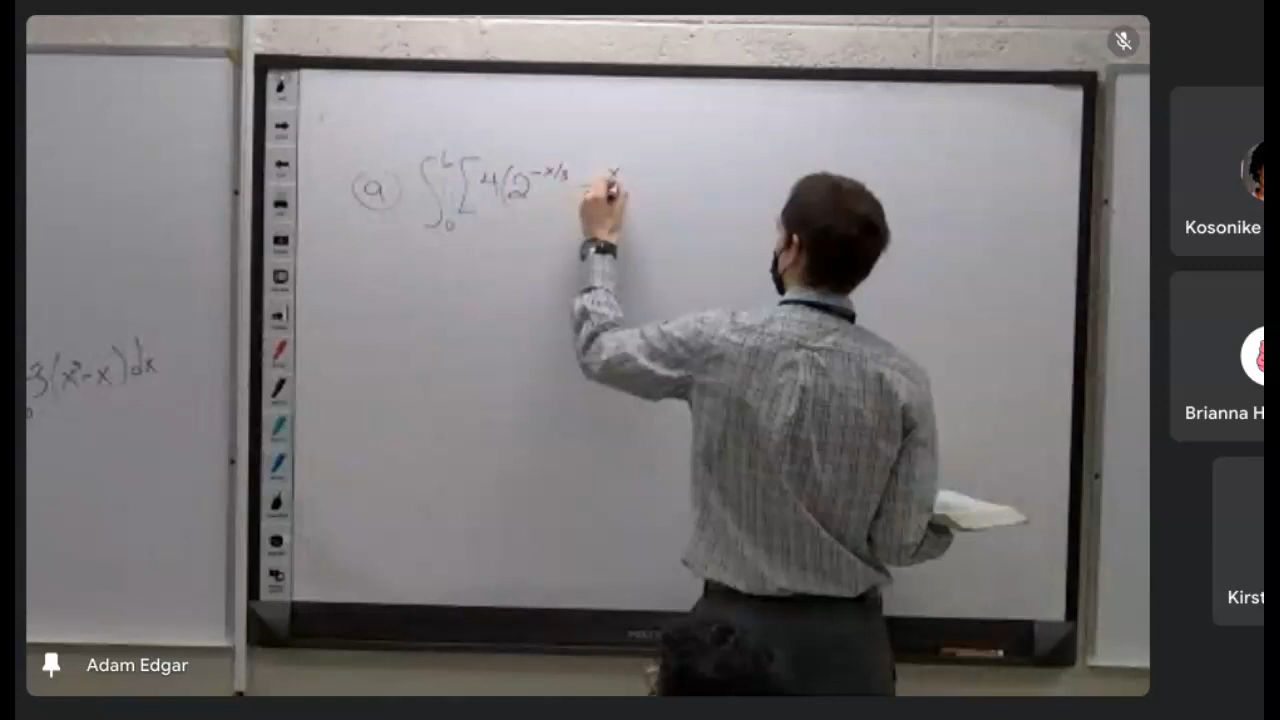 9 ∫₀⁶ [4(2^(-x/3) - x
3(x² - x)dx
Adam Edgar
Kosonike
Brianna H
Kirst